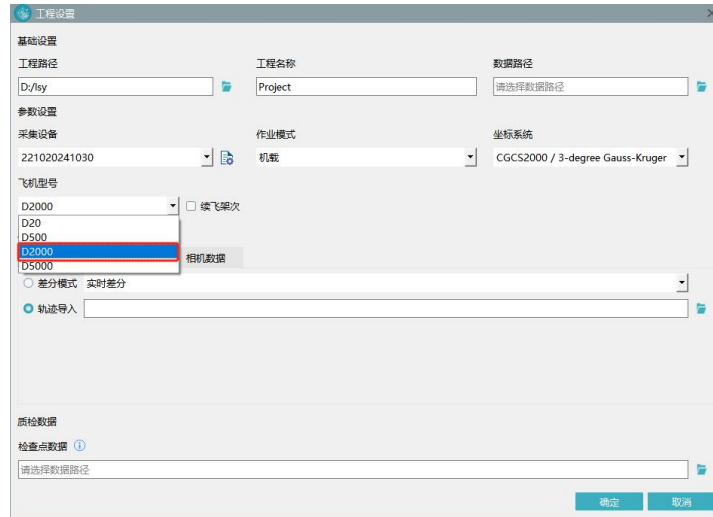 工程设置
基础设置
工程路径 工程名称 数据路径
D:/lsy Project 请选择数据路径
参数设置
采集设备 作业模式 坐标系统
221020241030 机载 CGCS2000 / 3-degree Gauss-Kruger
飞机型号
D2000 续飞架次
D20
D500
D2000
D5000
相机数据
差分模式 实时差分
轨迹导入
质检数据
检查点数据
请选择数据路径
确定 取消